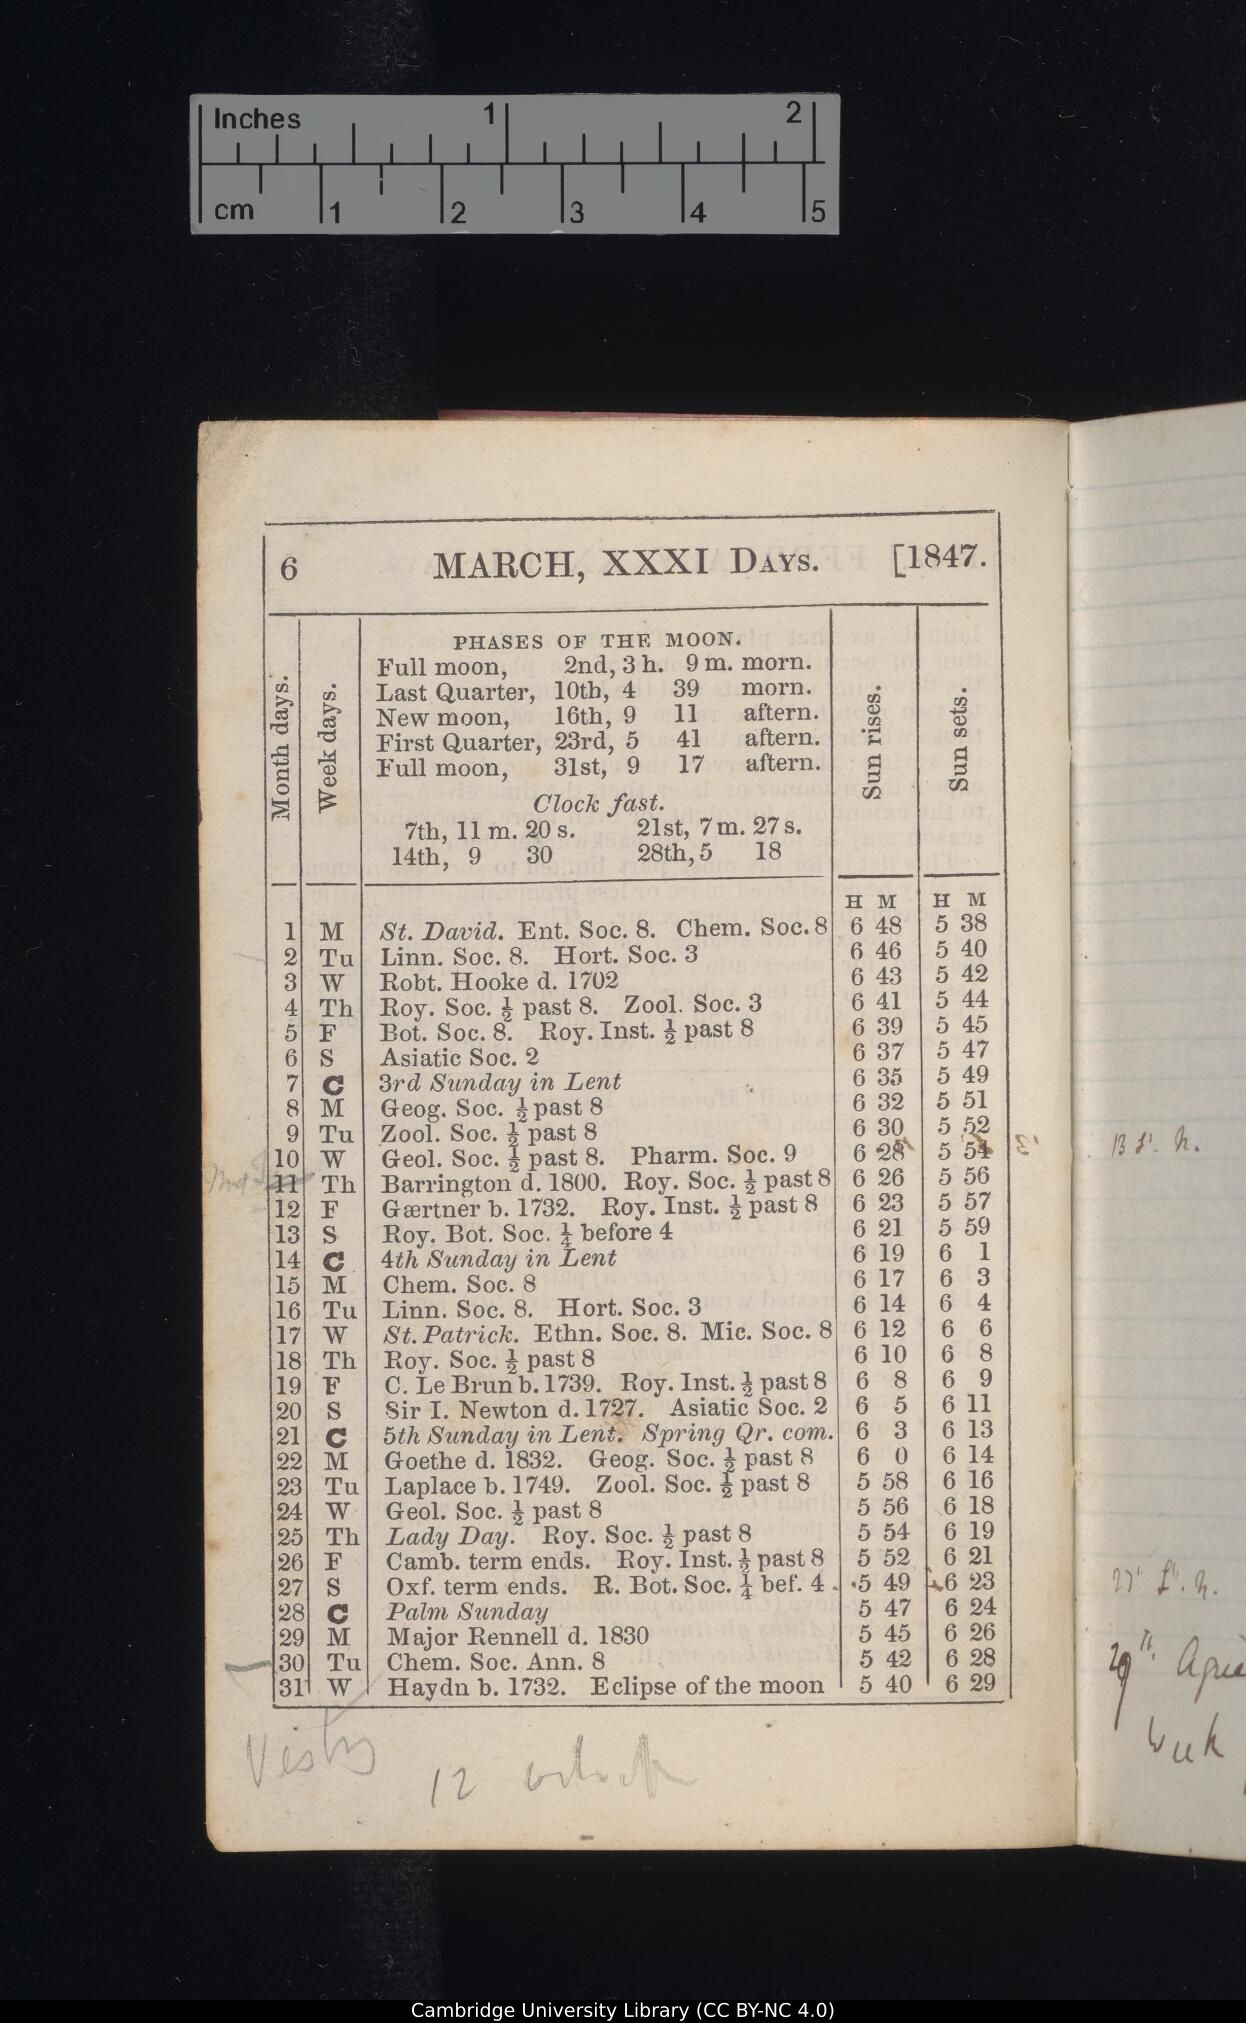 Inches 1 2
cm 1 2 3 4 5
6 MARCH, XXXI DAYS. [1847.
Month days.
Week days.
PHASES OF THE MOON.
Full moon, 2nd, 3 h. 9 m. morn.
Last Quarter, 10th, 4 39 morn.
New moon, 16th, 9 11 aftern.
First Quarter, 23rd, 5 41 aftern.
Full moon, 31st, 9 17 aftern.
Clock fast.
7th, 11 m. 20 s. 21st, 7 m. 27 s.
14th, 9 30 28th, 5 18
Sun rises.
Sun sets.
H M H M
1 M St. David. Ent. Soc. 8. Chem. Soc. 8 6 48 5 38
2 Tu Linn. Soc. 8. Hort. Soc. 3 6 46 5 40
3 W Robt. Hooke d. 1702 6 43 5 42
4 Th Roy. Soc. ½ past 8. Zool. Soc. 3 6 41 5 44
5 F Bot. Soc. 8. Roy. Inst. ½ past 8 6 39 5 45
6 S Asiatic Soc. 2 6 37 5 47
7 C 3rd Sunday in Lent 6 35 5 49
8 M Geog. Soc. ½ past 8 6 32 5 51
9 Tu Zool. Soc. ½ past 8 6 30 5 52
10 W Geol. Soc. ½ past 8. Pharm. Soc. 9 6 28 5 54
11 Th Barrington d. 1800. Roy. Soc. ½ past 8 6 26 5 56
12 F Gærtner b. 1732. Roy. Inst. ½ past 8 6 23 5 57
13 S Roy. Bot. Soc. ¼ before 4 6 21 5 59
14 C 4th Sunday in Lent 6 19 6 1
15 M Chem. Soc. 8 6 17 6 3
16 Tu Linn. Soc. 8. Hort. Soc. 3 6 14 6 4
17 W St. Patrick. Ethn. Soc. 8. Mic. Soc. 8 6 12 6 6
18 Th Roy. Soc. ½ past 8 6 10 6 8
19 F C. Le Brun b. 1739. Roy. Inst. ½ past 8 6 8 6 9
20 S Sir I. Newton d. 1727. Asiatic Soc. 2 6 5 6 11
21 C 5th Sunday in Lent. Spring Qr. com. 6 3 6 13
22 M Goethe d. 1832. Geog. Soc. ½ past 8 6 0 6 14
23 Tu Laplace b. 1749. Zool. Soc. ½ past 8 5 58 6 16
24 W Geol. Soc. ½ past 8 5 56 6 18
25 Th Lady Day. Roy. Soc. ½ past 8 5 54 6 19
26 F Camb. term ends. Roy. Inst. ½ past 8 5 52 6 21
27 S Oxf. term ends. R. Bot. Soc. ¼ bef. 4 5 49 6 23
28 C Palm Sunday 5 47 6 24
29 M Major Rennell d. 1830 5 45 6 26
30 Tu Chem. Soc. Ann. 8 5 42 6 28
31 W Haydn b. 1732. Eclipse of the moon 5 40 6 29
Vestry
12 oclock
29th
Week
Cambridge University Library (CC BY-NC 4.0)